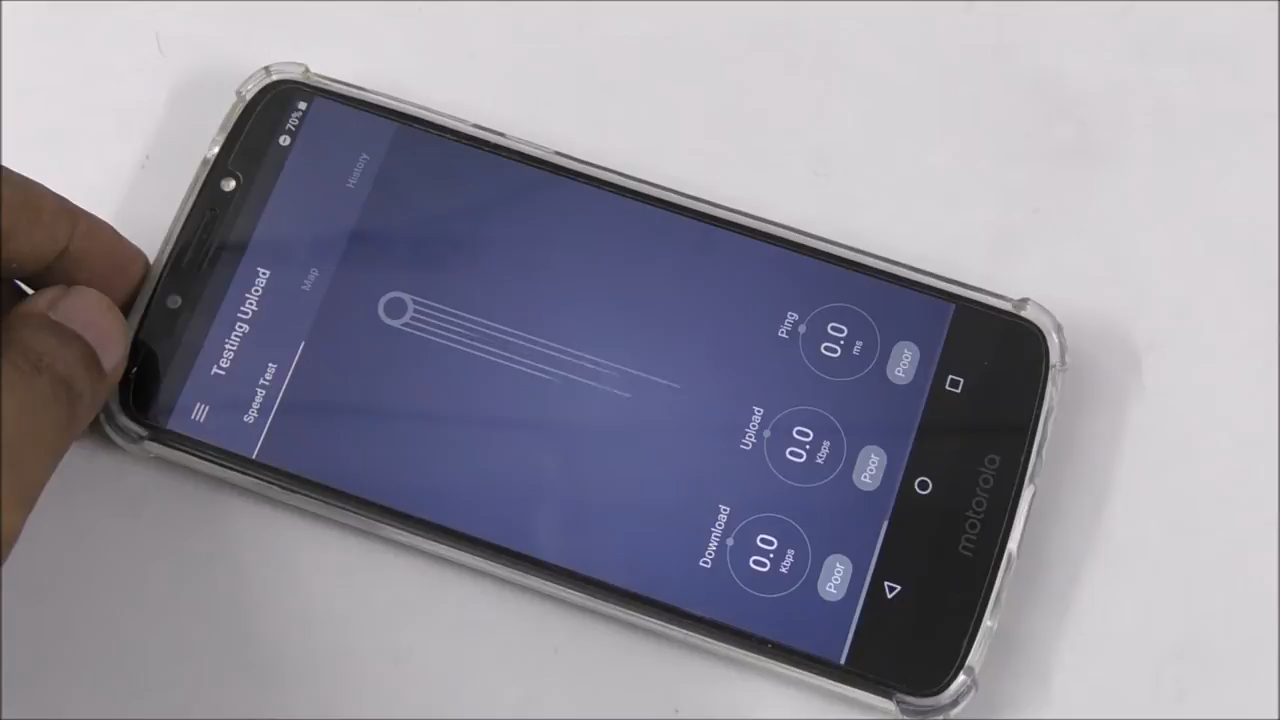 70%
Testing Upload
Speed Test
Map
History
Download
Upload
Ping
0.0
Kbps
0.0
Kbps
0.0
ms
Poor
Poor
Poor
motorola